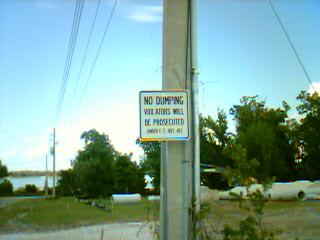 NO DUMPING
VIOLATORS WILL
BE PROSECUTED